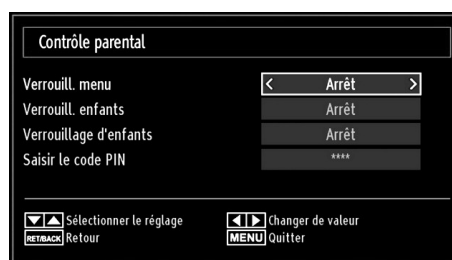 Contrôle parental
Verrouill. menu < Arrêt >
Verrouill. enfants Arrêt
Verrouillage d'enfants Arrêt
Saisir le code PIN ****
▼▲ Sélectionner le réglage ◀▶ Changer de valeur
RET/BACK Retour MENU Quitter